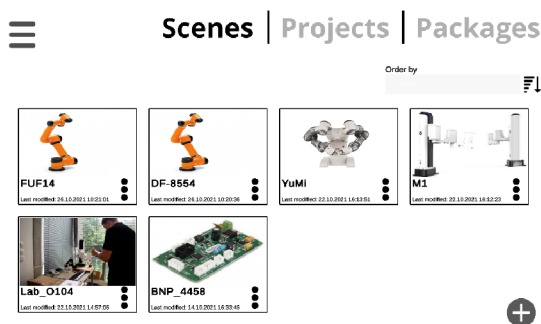 Scenes | Projects | Packages
Order by
FUF14
Last modified: 26.10.2021 10:21:01
DF-8554
Last modified: 26.10.2021 10:20:36
YuMi
Last modified: 22.10.2021 16:13:51
M1
Last modified: 22.10.2021 16:12:23
Lab_O104
Last modified: 22.10.2021 14:57:05
BNP_4458
Last modified: 14.10.2021 16:33:45